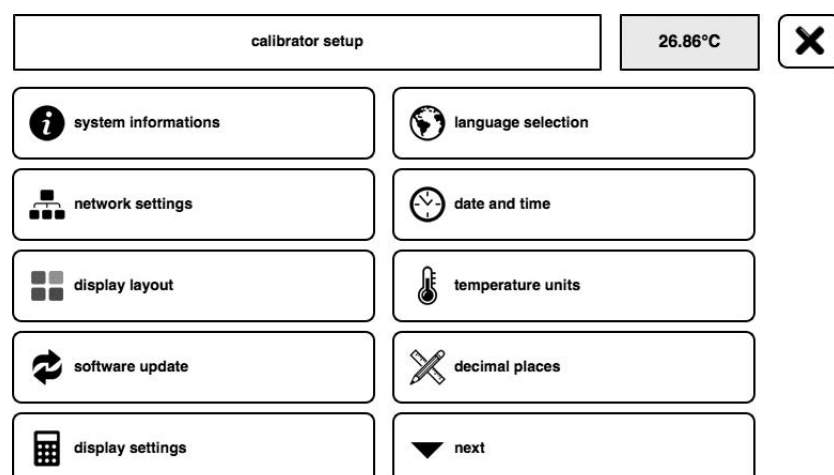 calibrator setup
26.86°C
system informations
language selection
network settings
date and time
display layout
temperature units
software update
decimal places
display settings
next